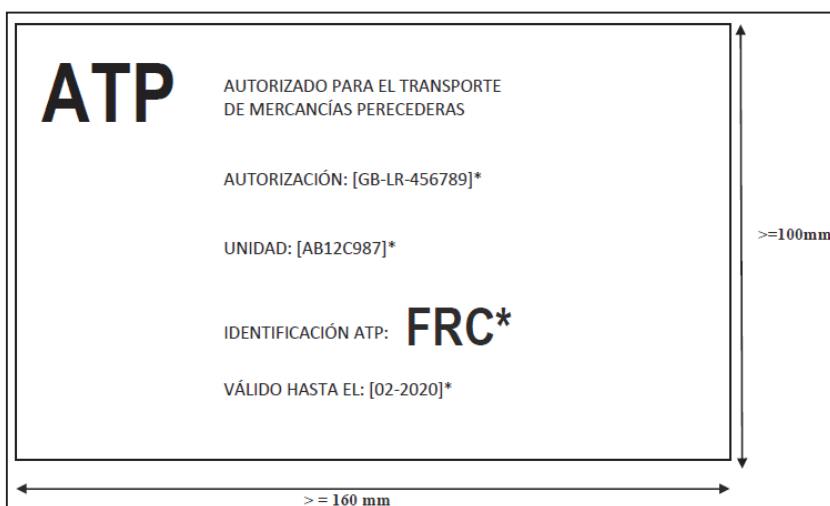 ATP
AUTORIZADO PARA EL TRANSPORTE
DE MERCANCÍAS PERECEDERAS
AUTORIZACIÓN: [GB-LR-456789]*
UNIDAD: [AB12C987]*
IDENTIFICACIÓN ATP: FRC*
VÁLIDO HASTA EL: [02-2020]*
>=100mm
> = 160 mm